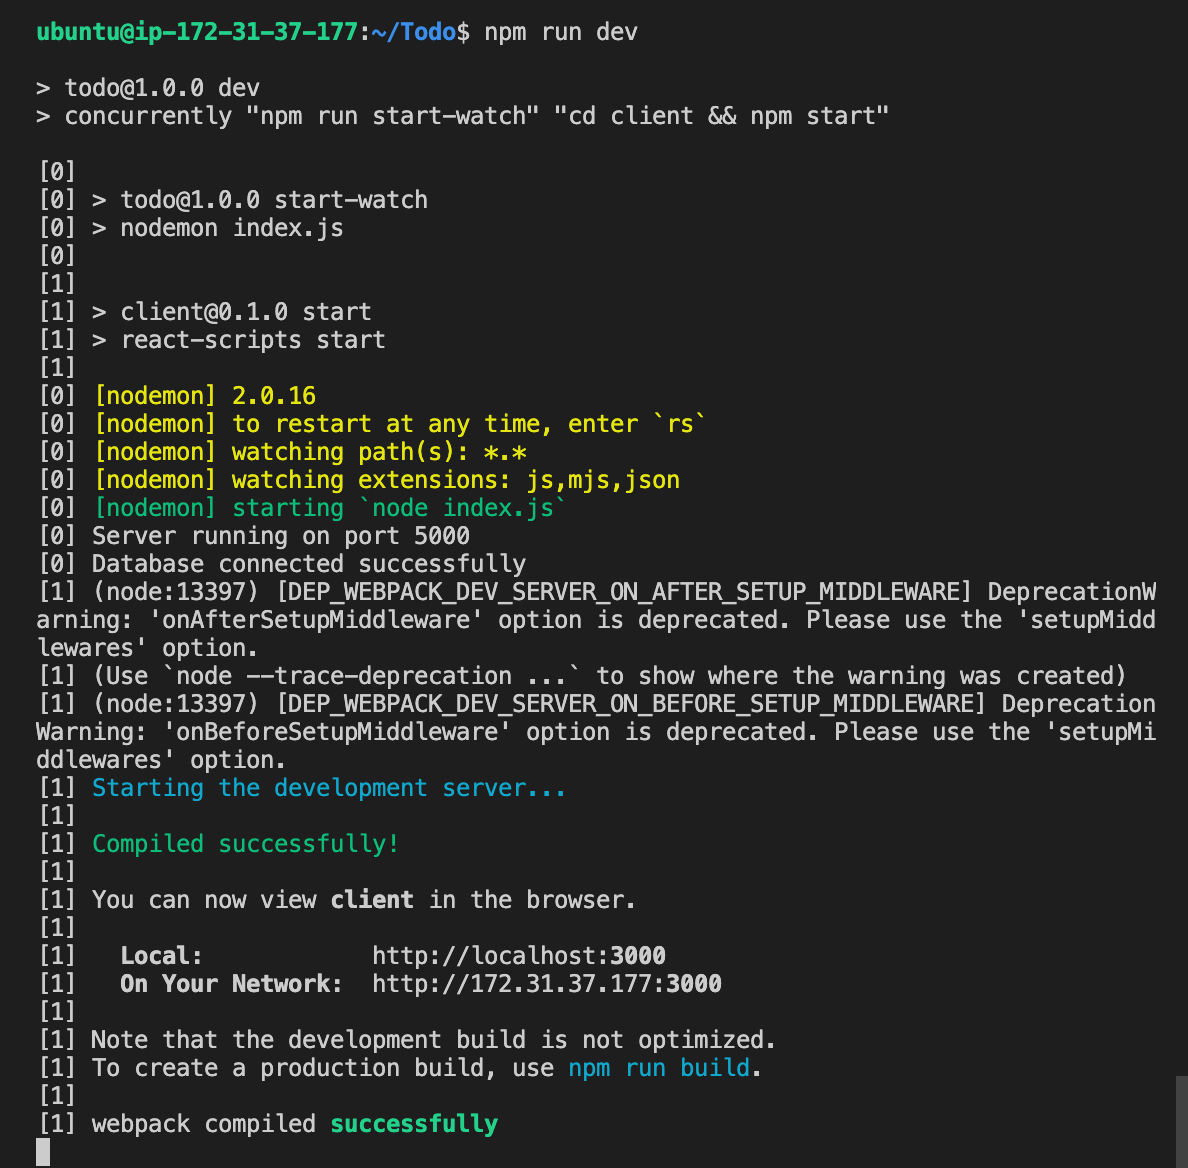 ubuntu@ip-172-31-37-177:~/Todo$ npm run dev

> todo@1.0.0 dev
> concurrently "npm run start-watch" "cd client && npm start"

[0]
[0] > todo@1.0.0 start-watch
[0] > nodemon index.js
[0]
[1]
[1] > client@0.1.0 start
[1] > react-scripts start
[1]
[0] [nodemon] 2.0.16
[0] [nodemon] to restart at any time, enter `rs`
[0] [nodemon] watching path(s): *.*
[0] [nodemon] watching extensions: js,mjs,json
[0] [nodemon] starting `node index.js`
[0] Server running on port 5000
[0] Database connected successfully
[1] (node:13397) [DEP_WEBPACK_DEV_SERVER_ON_AFTER_SETUP_MIDDLEWARE] DeprecationW
arning: 'onAfterSetupMiddleware' option is deprecated. Please use the 'setupMidd
lewares' option.
[1] (Use `node --trace-deprecation ...` to show where the warning was created)
[1] (node:13397) [DEP_WEBPACK_DEV_SERVER_ON_BEFORE_SETUP_MIDDLEWARE] Deprecation
Warning: 'onBeforeSetupMiddleware' option is deprecated. Please use the 'setupMi
ddlewares' option.
[1] Starting the development server...
[1]
[1] Compiled successfully!
[1]
[1] You can now view client in the browser.
[1]
[1]   Local:            http://localhost:3000
[1]   On Your Network:  http://172.31.37.177:3000
[1]
[1] Note that the development build is not optimized.
[1] To create a production build, use npm run build.
[1]
[1] webpack compiled successfully